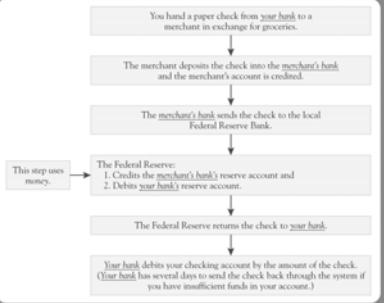 You hand a paper check from your bank to a
merchant in exchange for groceries.
The merchant deposits the check into the merchant's bank
and the merchant's account is credited.
The merchant's bank sends the check to the local
Federal Reserve Bank.
This step uses
money.
The Federal Reserve:
1. Credits the merchant's bank's reserve account and
2. Debits your bank's reserve account.
The Federal Reserve returns the check to your bank.
Your bank debits your checking account by the amount of the check.
(Your bank has several days to send the check back through the system if
you have insufficient funds in your account.)